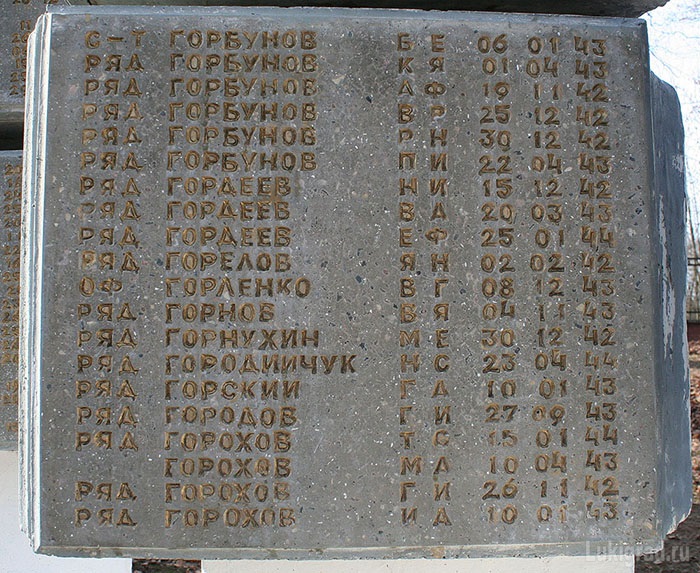 С-Т ГОРБУНОВ Б Е 06 01 43
РЯД ГОРБУНОВ К Я 01 04 43
РЯД ГОРБУНОВ А Ф 19 11 42
РЯД ГОРБУНОВ В Р 25 12 42
РЯД ГОРБУНОВ Р Н 30 12 42
РЯД ГОРБУНОВ П И 22 04 43
РЯД ГОРДЕЕВ Н И 15 12 42
РЯД ГОРДЕЕВ В А 20 03 43
РЯД ГОРДЕЕВ Е Ф 25 01 44
РЯД ГОРЕЛОВ Я Н 02 02 42
ОФ ГОРЛЕНКО В Г 08 12 43
РЯД ГОРНОВ В Я 04 11 43
РЯД ГОРНУХИН М Е 30 12 42
РЯД ГОРОДИЙЧУК Н С 23 04 44
РЯД ГОРСКИЙ Г А 10 01 43
РЯД ГОРОДОВ Г И 27 09 43
РЯД ГОРОХОВ Т С 15 01 44
ГОРОХОВ М А 10 04 43
РЯД ГОРОХОВ Г И 26 11 42
РЯД ГОРОХОВ И А 10 01 43
Lukigrad.ru